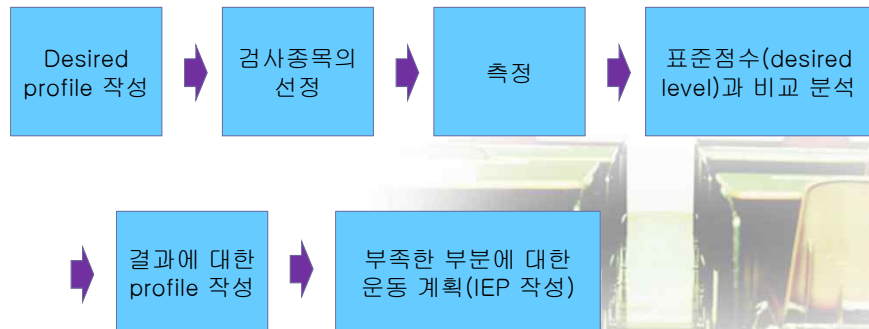 Desired
profile 작성
검사종목의
선정
측정
표준점수(desired
level)과 비교 분석
결과에 대한
profile 작성
부족한 부분에 대한
운동 계획(IEP 작성)